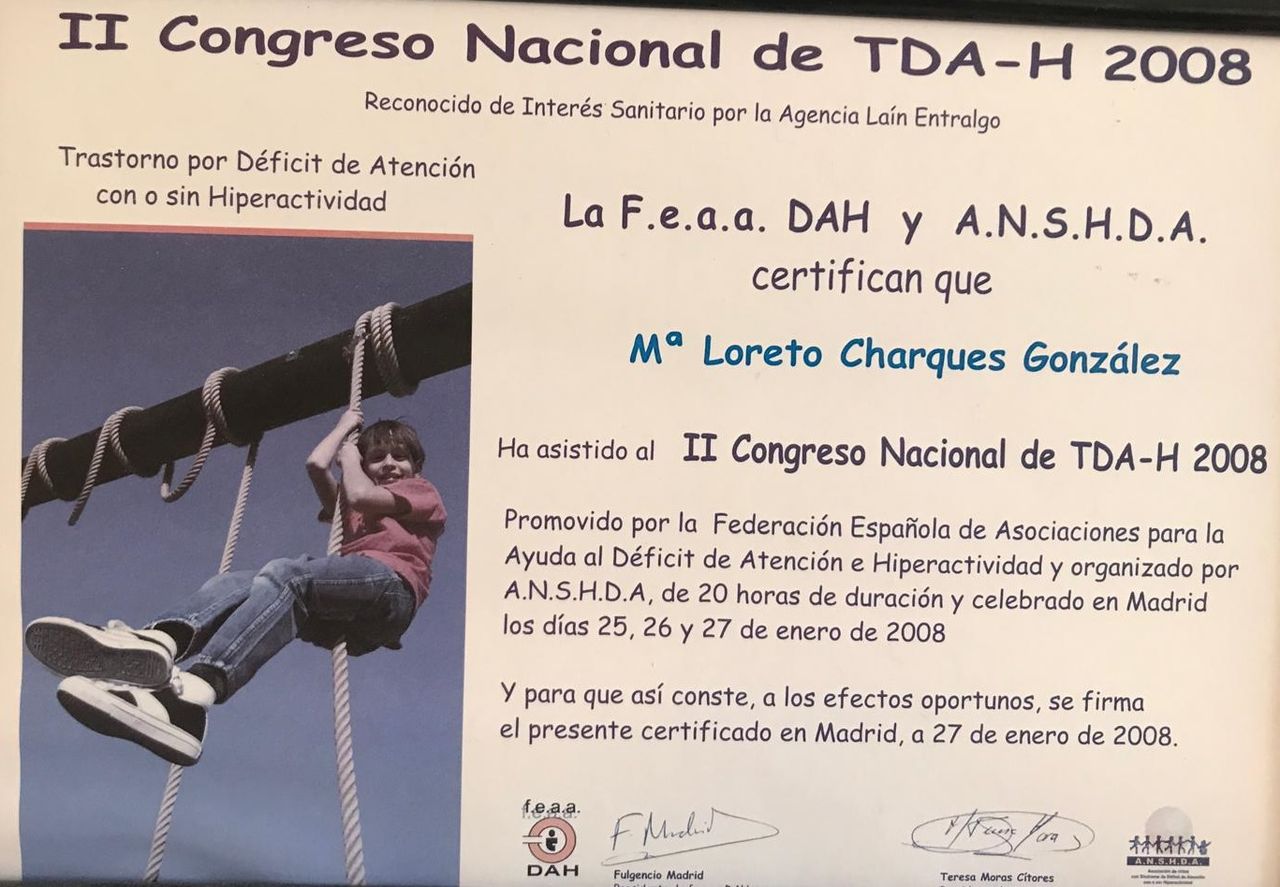 II Congreso Nacional de TDA-H 2008
Reconocido de Interés Sanitario por la Agencia Laín Entralgo
Trastorno por Déficit de Atención
con o sin Hiperactividad
La F.e.a.a. DAH y A.N.S.H.D.A.
certifican que
Mª Loreto Charques González
Ha asistido al II Congreso Nacional de TDA-H 2008
Promovido por la Federación Española de Asociaciones para la
Ayuda al Déficit de Atención e Hiperactividad y organizado por
A.N.S.H.D.A, de 20 horas de duración y celebrado en Madrid
los días 25, 26 y 27 de enero de 2008
Y para que así conste, a los efectos oportunos, se firma
el presente certificado en Madrid, a 27 de enero de 2008.
f.e.a.a.
DAH
F. Madrid
Fulgencio Madrid
Teresa Moras Cítores
A.N.S.H.D.A.